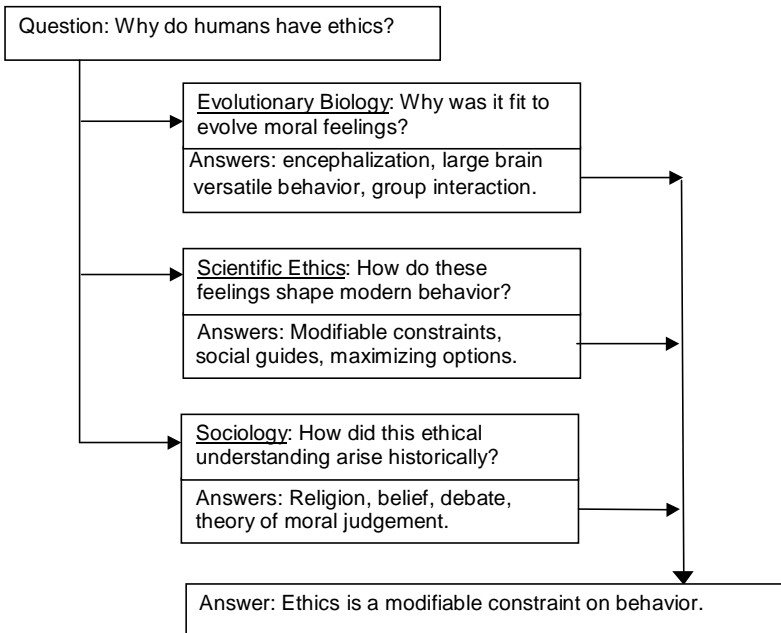 Question: Why do humans have ethics?
Evolutionary Biology: Why was it fit to
evolve moral feelings?
Answers: encephalization, large brain
versatile behavior, group interaction.
Scientific Ethics: How do these
feelings shape modern behavior?
Answers: Modifiable constraints,
social guides, maximizing options.
Sociology: How did this ethical
understanding arise historically?
Answers: Religion, belief, debate,
theory of moral judgement.
Answer: Ethics is a modifiable constraint on behavior.